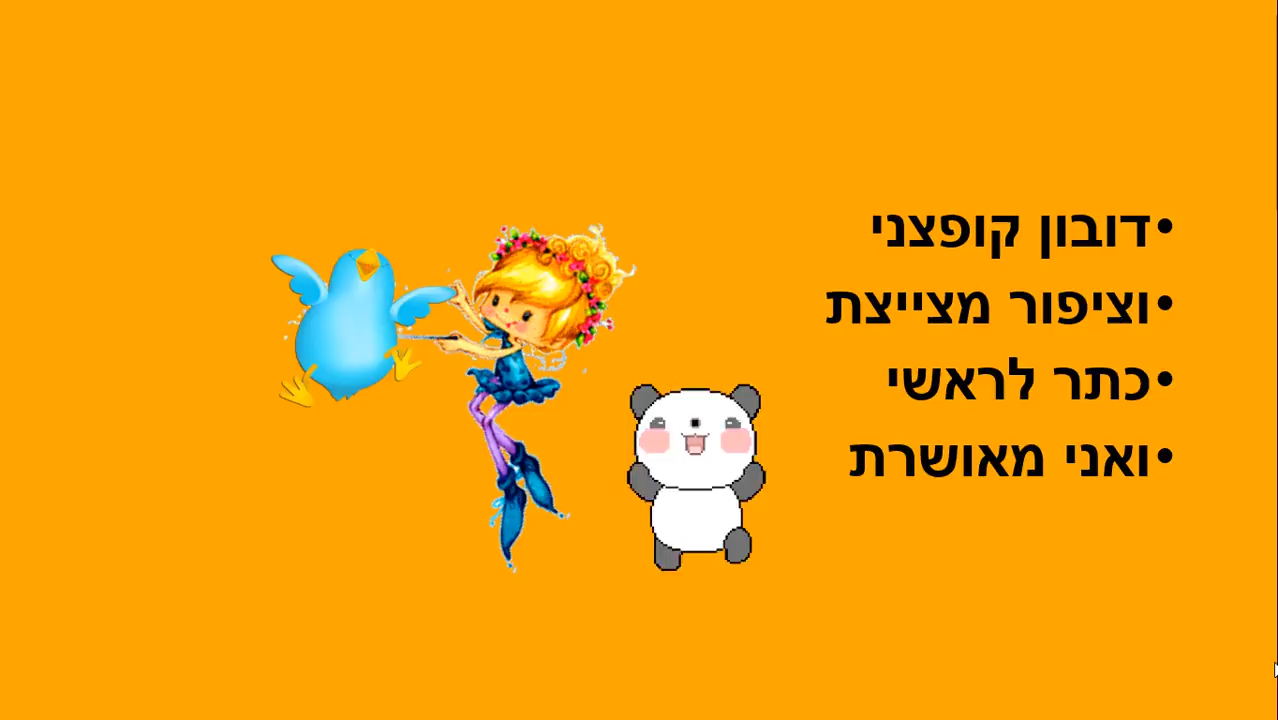 •דובון קופצני
•וציפור מצייצת
•כתר לראשי
•ואני מאושרת